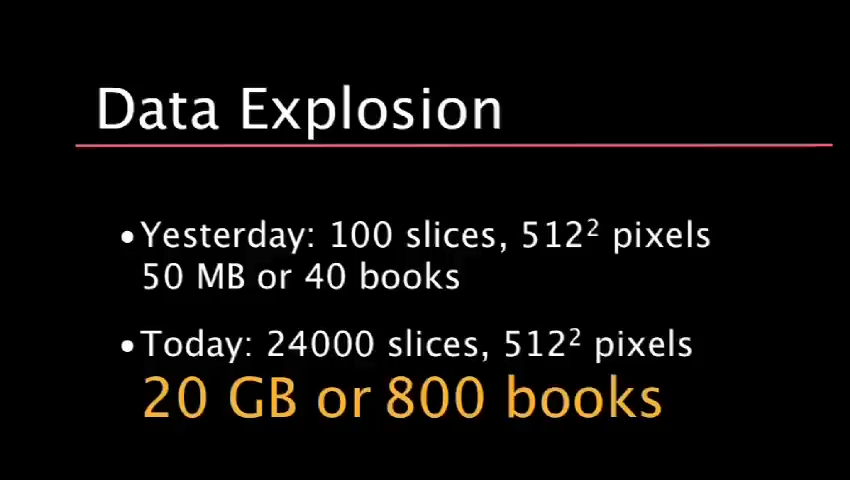 Data Explosion
•Yesterday: 100 slices, 512² pixels
50 MB or 40 books
•Today: 24000 slices, 512² pixels
20 GB or 800 books